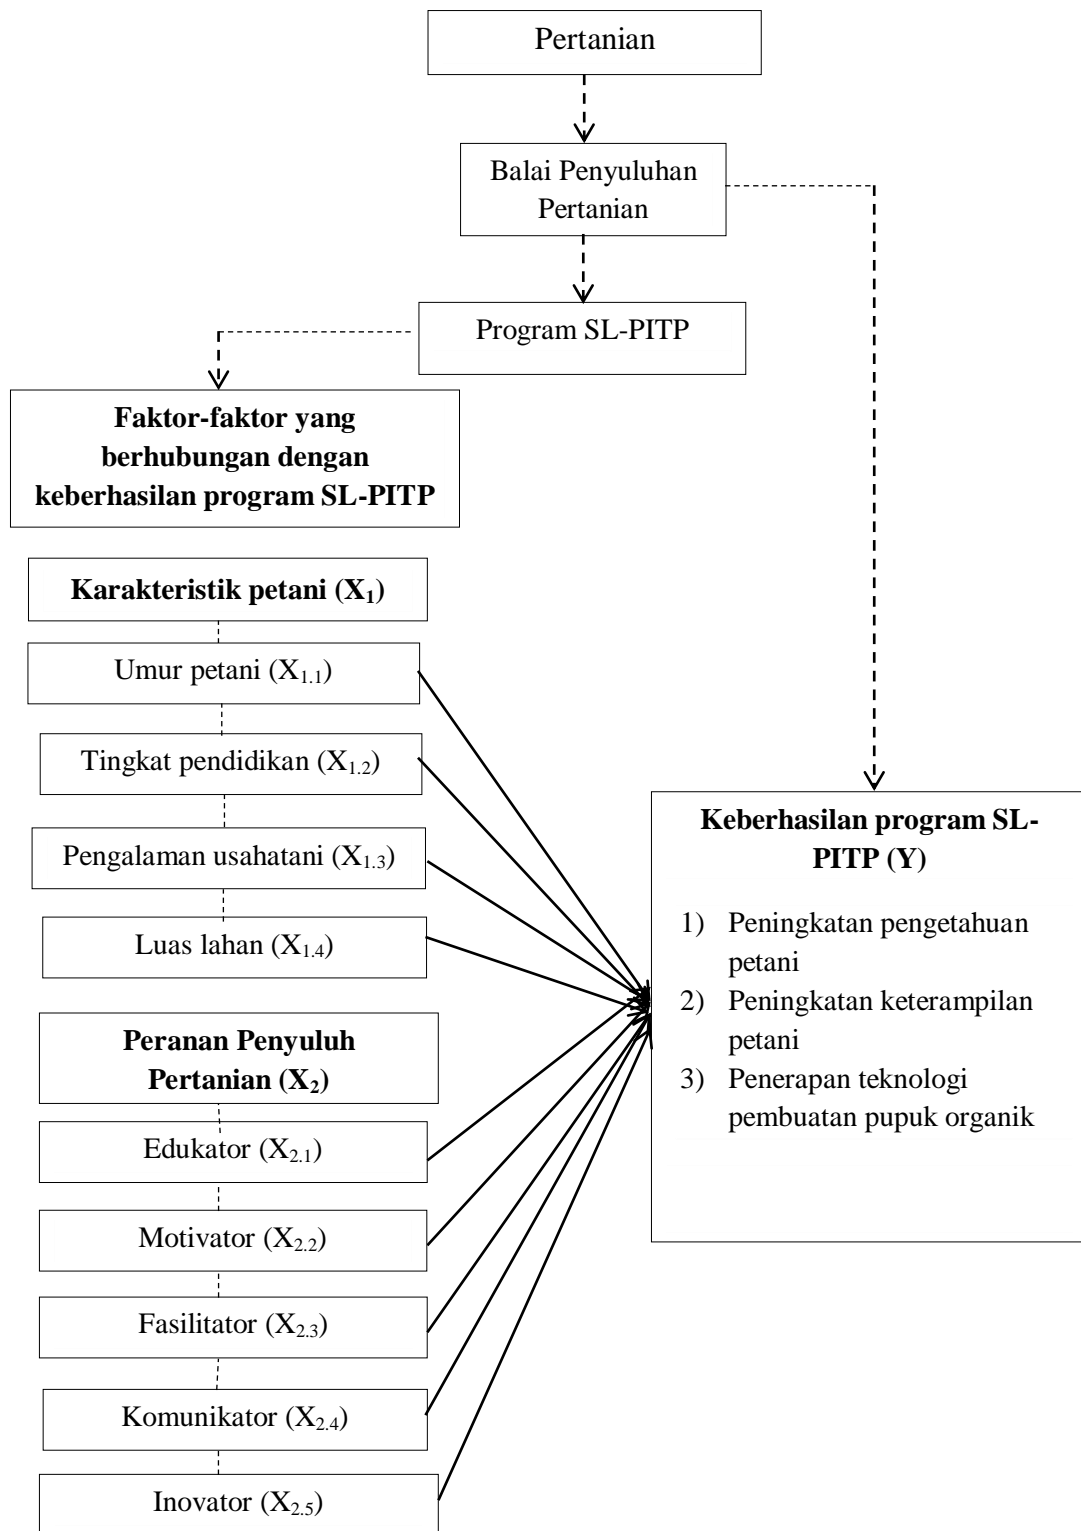 Pertanian
Balai Penyuluhan
Pertanian
Program SL-PITP
Faktor-faktor yang
berhubungan dengan
keberhasilan program SL-PITP
Karakteristik petani (X₁)
Umur petani (X₁.₁)
Tingkat pendidikan (X₁.₂)
Pengalaman usahatani (X₁.₃)
Luas lahan (X₁.₄)
Peranan Penyuluh
Pertanian (X₂)
Edukator (X₂.₁)
Motivator (X₂.₂)
Fasilitator (X₂.₃)
Komunikator (X₂.₄)
Inovator (X₂.₅)
Keberhasilan program SL-
PITP (Y)
1) Peningkatan pengetahuan
petani
2) Peningkatan keterampilan
petani
3) Penerapan teknologi
pembuatan pupuk organik